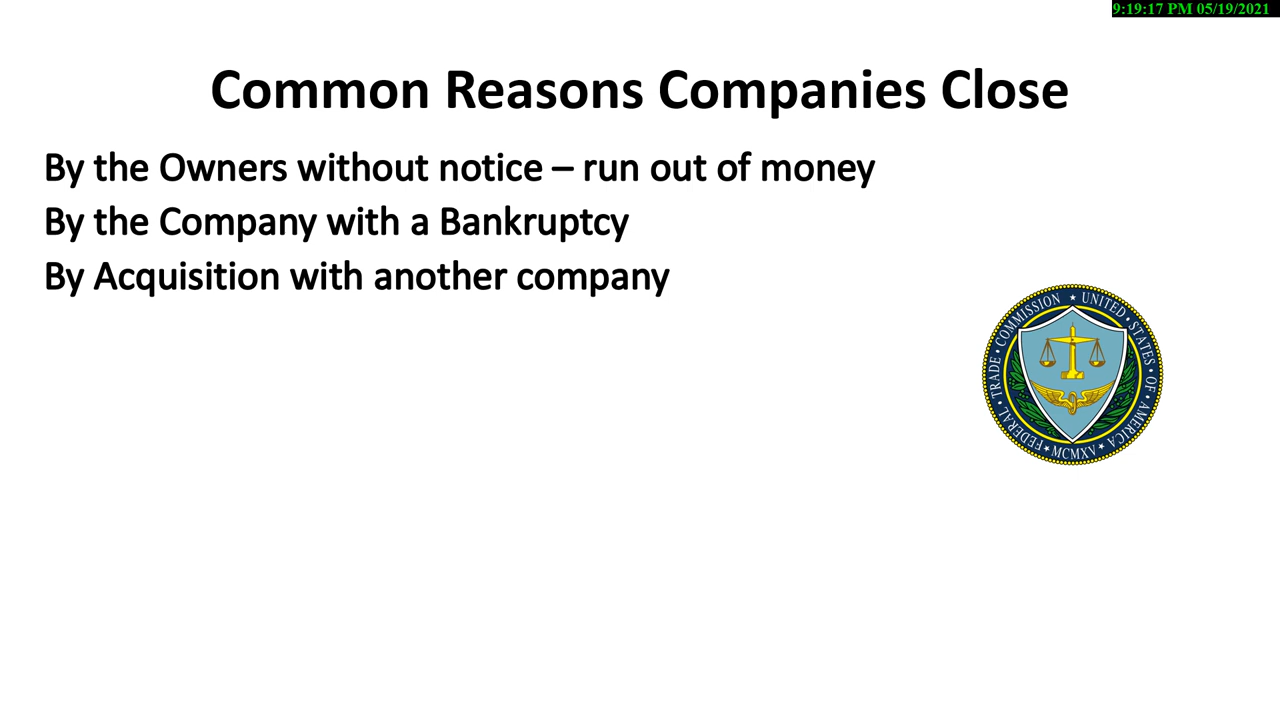 9:19:17 PM 05/19/2021
Common Reasons Companies Close
By the Owners without notice – run out of money
By the Company with a Bankruptcy
By Acquisition with another company
FEDERAL • TRADE • COMMISSION ★ UNITED • STATES • OF • AMERICA ★ MCMXV ★